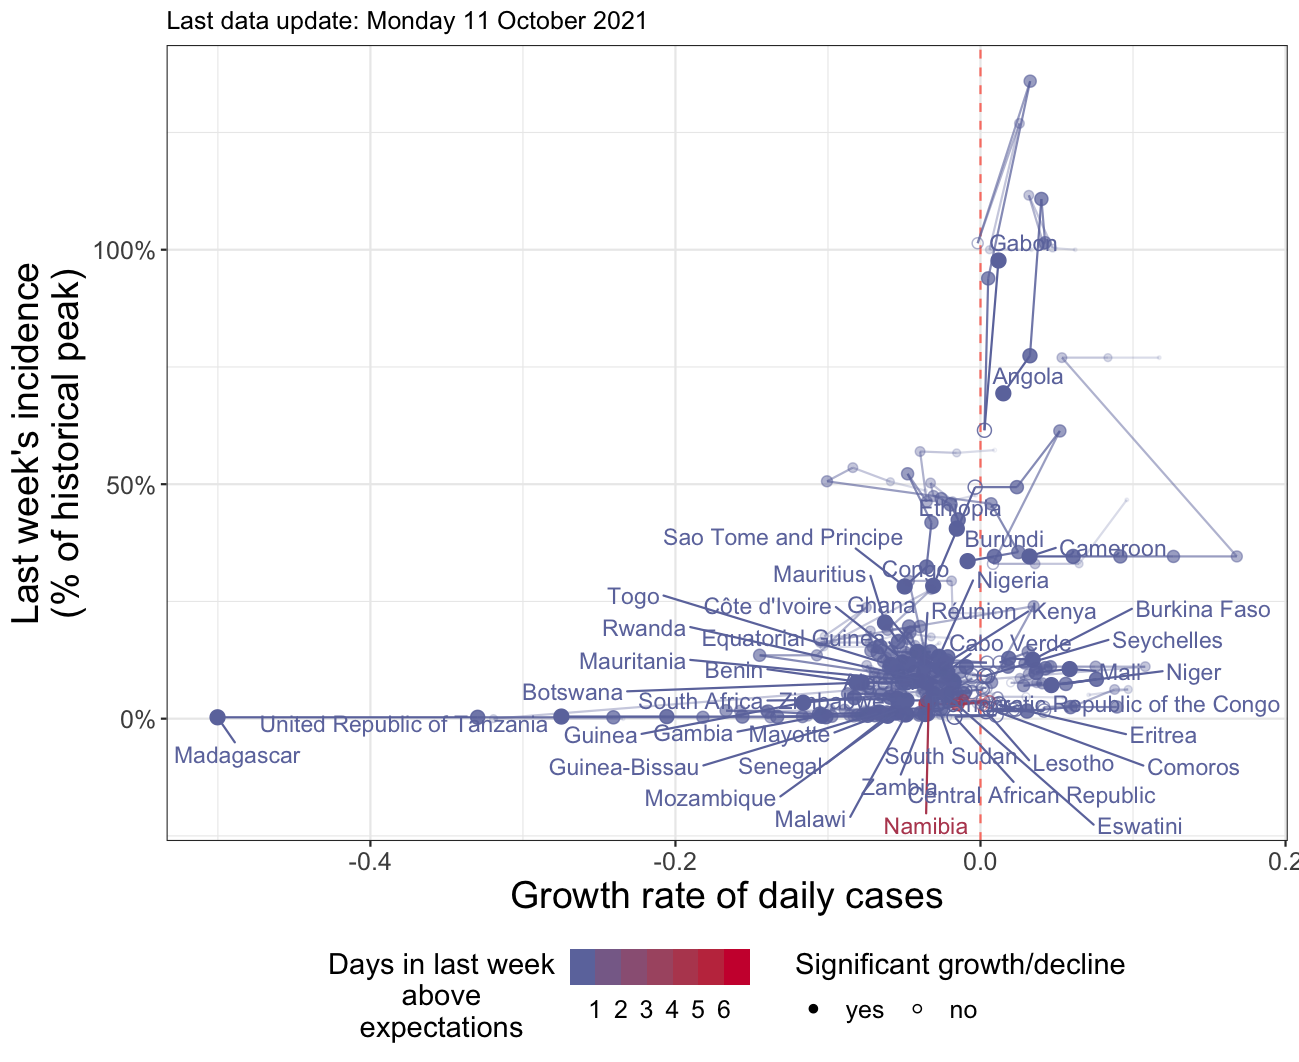 Last data update: Monday 11 October 2021
Last week's incidence
(% of historical peak)
100%
50%
0%
Gabon
Angola
Ethiopia
Sao Tome and Principe
Burundi
Cameroon
Mauritius
Congo
Nigeria
Togo
Côte d'Ivoire
Ghana
Réunion
Kenya
Burkina Faso
Rwanda
Equatorial Guinea
Cabo Verde
Seychelles
Mauritania
Benin
Mali
Niger
Botswana
South Africa
Zimbabwe
Republic of the Congo
United Republic of Tanzania
Guinea
Gambia
Mayotte
Eritrea
Madagascar
South Sudan
Lesotho
Guinea-Bissau
Senegal
Comoros
Zambia
Mozambique
Central African Republic
Malawi
Namibia
Eswatini
-0.4
-0.2
0.0
0.2
Growth rate of daily cases
Days in last week
above
expectations
1 2 3 4 5 6
Significant growth/decline
yes
no